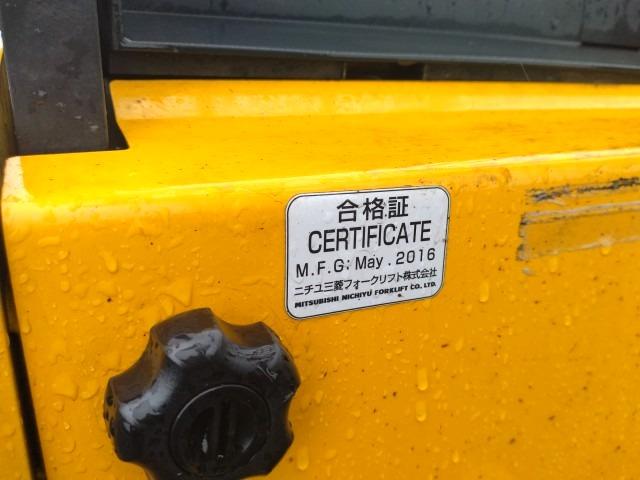 合格証
CERTIFICATE
M.F.G: May . 2016
ニチユ三菱フォークリフト株式会社
MITSUBISHI NICHIYU FORKLIFT CO., LTD.